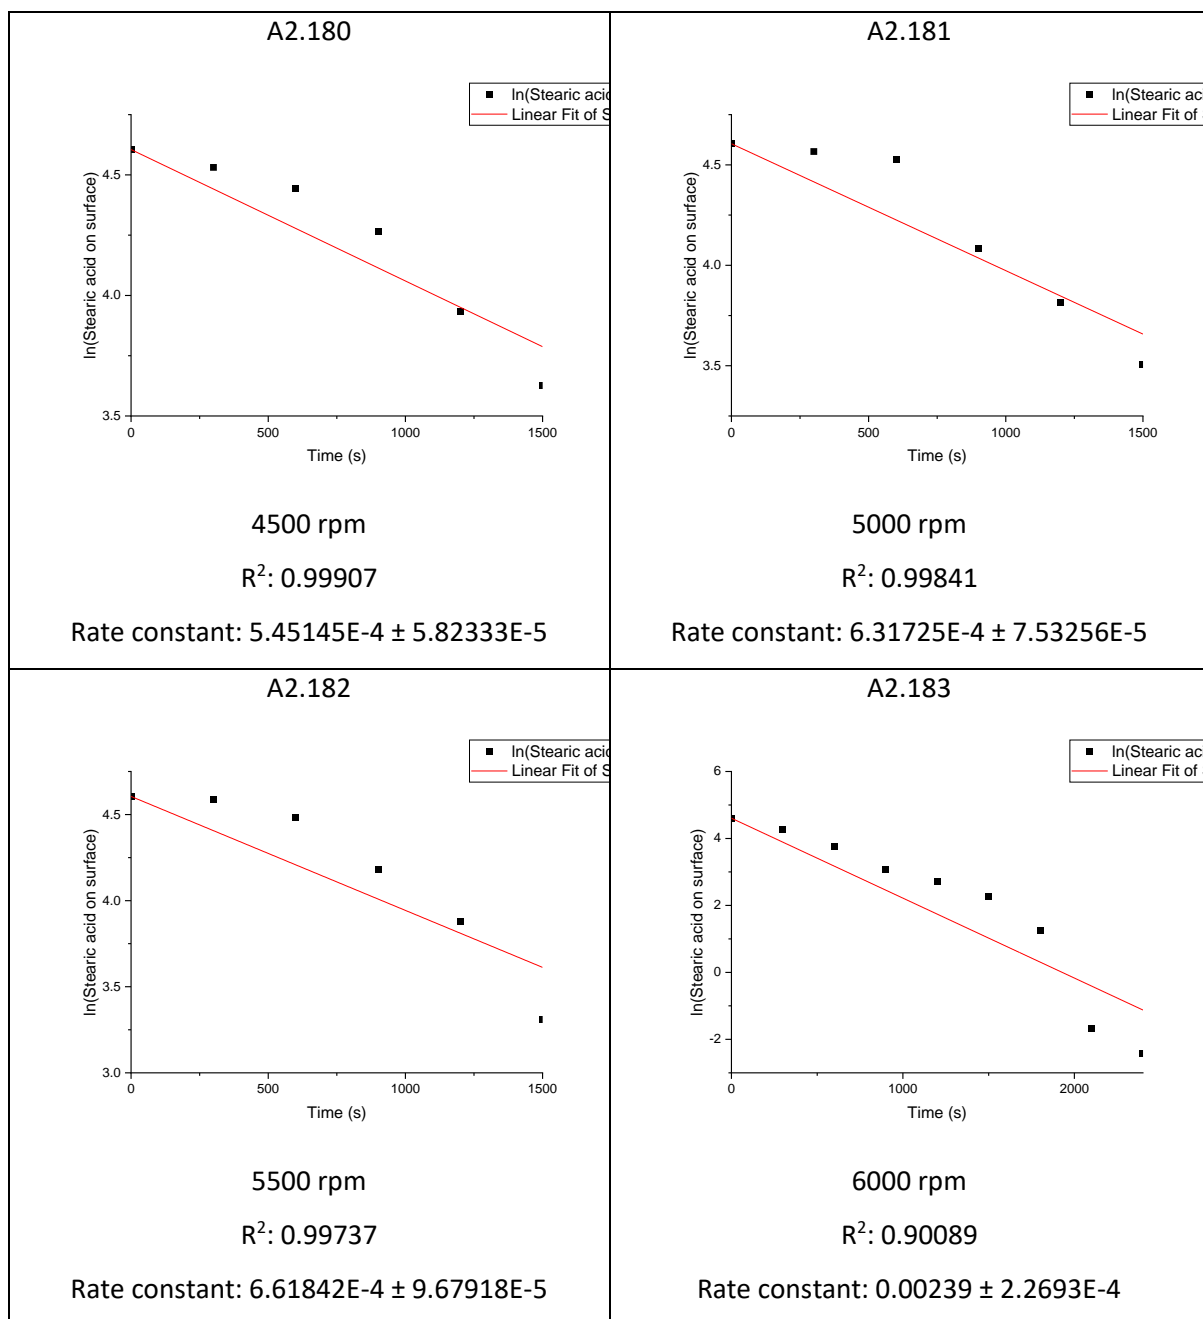 A2.180
ln(Stearic acid
Linear Fit of S
4.5
4.0
3.5
0
500
1000
1500
ln(Stearic acid on surface)
Time (s)
4500 rpm
R²: 0.99907
Rate constant: 5.45145E-4 ± 5.82333E-5
A2.181
ln(Stearic aci
Linear Fit of
4.5
4.0
3.5
0
500
1000
1500
ln(Stearic acid on surface)
Time (s)
5000 rpm
R²: 0.99841
Rate constant: 6.31725E-4 ± 7.53256E-5
A2.182
ln(Stearic acid
Linear Fit of S
4.5
4.0
3.5
3.0
0
500
1000
1500
ln(Stearic acid on surface)
Time (s)
5500 rpm
R²: 0.99737
Rate constant: 6.61842E-4 ± 9.67918E-5
A2.183
ln(Stearic aci
Linear Fit of
6
4
2
0
-2
0
1000
2000
ln(Stearic acid on surface)
Time (s)
6000 rpm
R²: 0.90089
Rate constant: 0.00239 ± 2.2693E-4